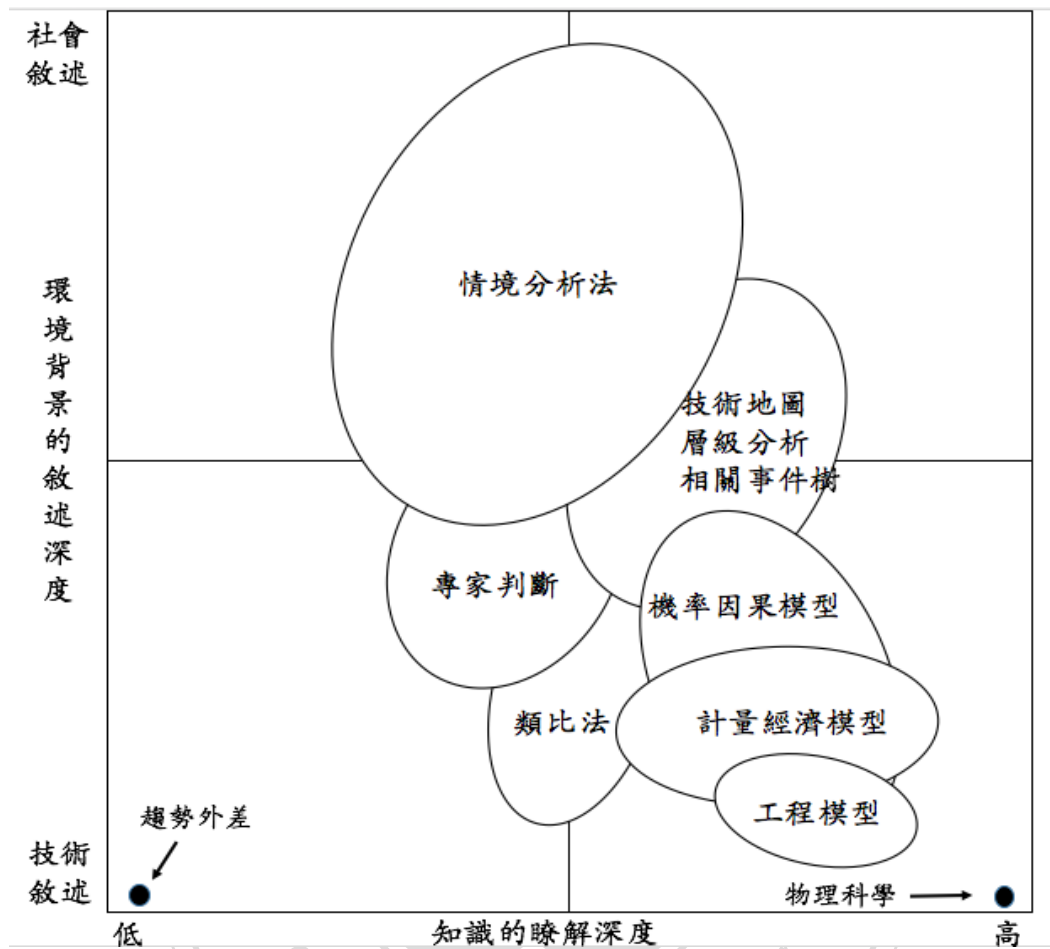 社會
敘述
情境分析法
環境背景的敘述深度
技術地圖
層級分析
相關事件樹
專家判斷
機率因果模型
類比法
計量經濟模型
趨勢外差
工程模型
技術
敘述
物理科學
低
知識的瞭解深度
高